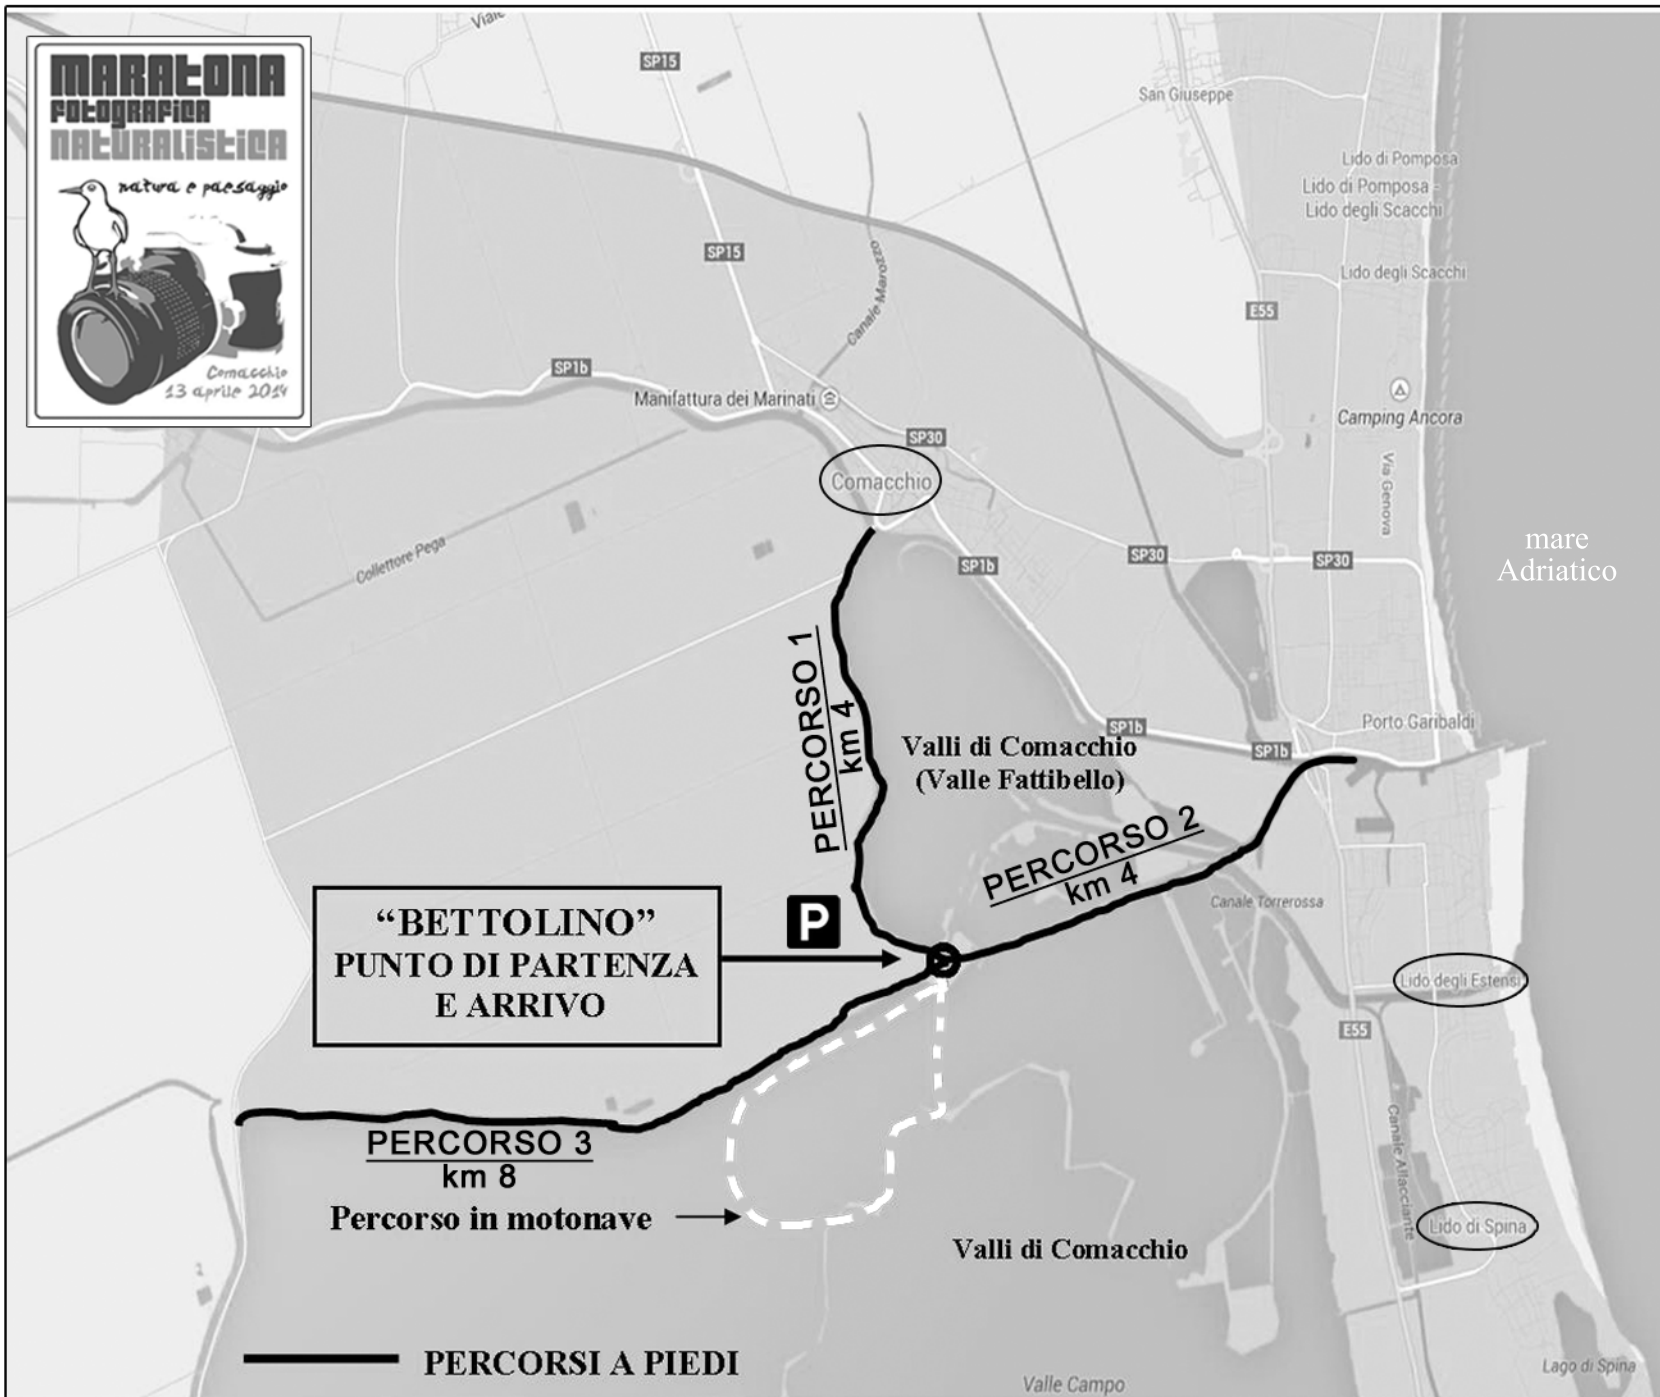 Viale
MARATONA
FOTOGRAFICA
NATURALISTICA
natura e paesaggio
Comacchio
13 aprile 2014
SP15
San Giuseppe
Lido di Pomposa
Lido di Pomposa -
Lido degli Scacchi
SP15
Canale Marozzo
Lido degli Scacchi
E55
SP1b
Manifattura dei Marinati
Camping Ancora
SP30
Via Genova
Comacchio
Collettore Pega
SP1b
SP30
SP30
mare
Adriatico
PERCORSO 1
km 4
Valli di Comacchio
(Valle Fattibello)
SP1b
SP1b
Porto Garibaldi
PERCORSO 2
km 4
Canale Torrerossa
P
“BETTOLINO”
PUNTO DI PARTENZA
E ARRIVO
Lido degli Estensi
E55
PERCORSO 3
km 8
Percorso in motonave
Canale Allacciante
Lido di Spina
Valli di Comacchio
PERCORSI A PIEDI
Lago di Spina
Valle Campo